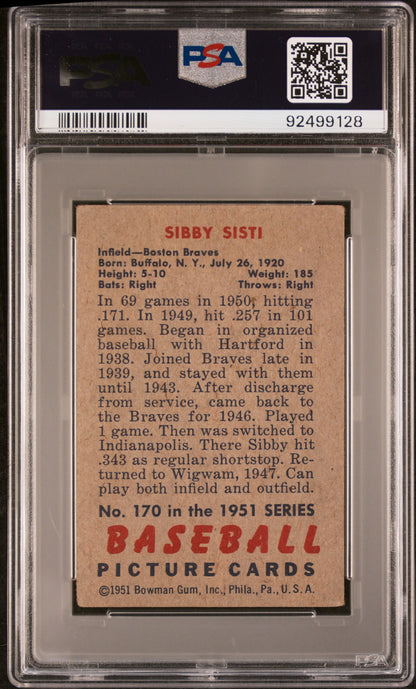 PSA
PSA
92499128
SIBBY SISTI
Infield—Boston Braves
Born: Buffalo, N. Y., July 26, 1920
Height: 5-10 Weight: 185
Bats: Right Throws: Right
In 69 games in 1950, hitting
.171. In 1949, hit .257 in 101
games. Began in organized
baseball with Hartford in
1938. Joined Braves late in
1939, and stayed with them
until 1943. After discharge
from service, came back to
the Braves for 1946. Played
1 game. Then was switched to
Indianapolis. There Sibby hit
.343 as regular shortstop. Re-
turned to Wigwam, 1947. Can
play both infield and outfield.
No. 170 in the 1951 SERIES
BASEBALL
PICTURE CARDS
©1951 Bowman Gum, Inc., Phila., Pa., U. S. A.
PSA